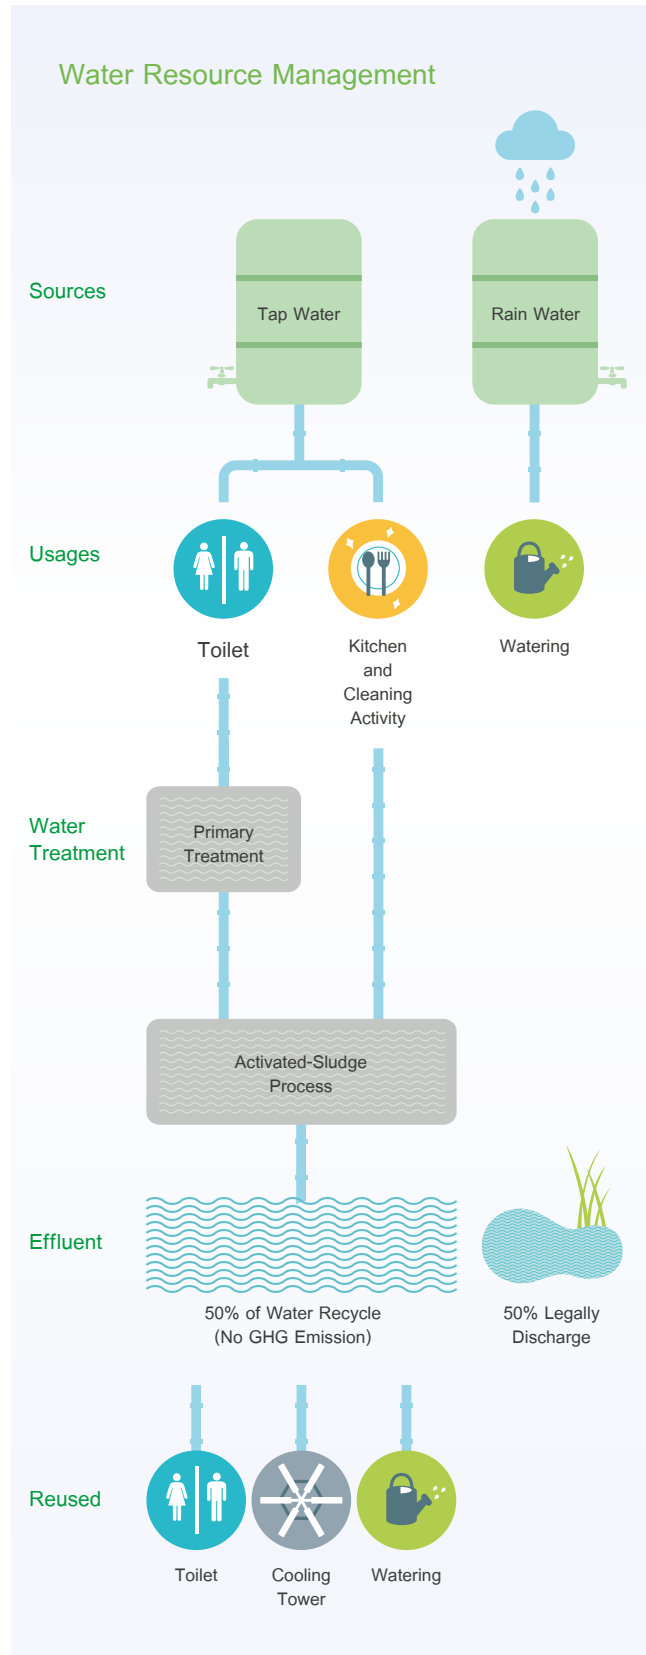 Water Resource Management
Sources
Tap Water
Rain Water
Usages
Toilet
Kitchen
and
Cleaning
Activity
Watering
Water
Treatment
Primary
Treatment
Activated-Sludge
Process
Effluent
50% of Water Recycle
(No GHG Emission)
50% Legally
Discharge
Reused
Toilet
Cooling
Tower
Watering